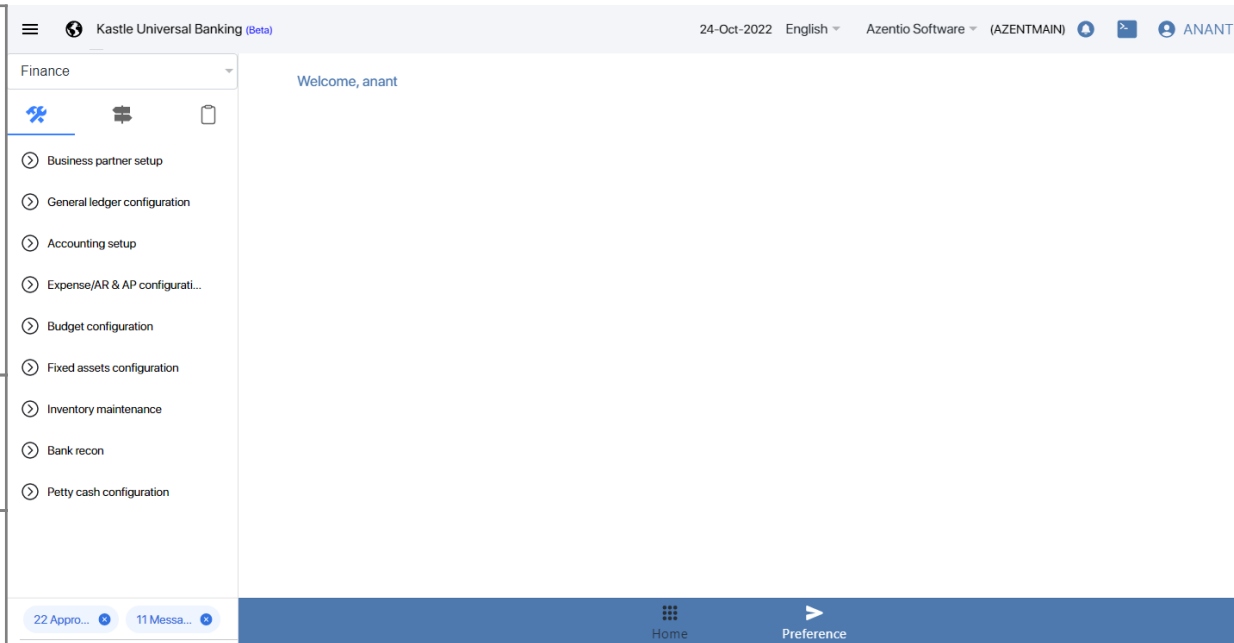 Kastle Universal Banking (Beta)
24-Oct-2022 English Azentio Software (AZENTMAIN) >_ ANANT
Finance
Welcome, anant
Business partner setup
General ledger configuration
Accounting setup
Expense/AR & AP configurati...
Budget configuration
Fixed assets configuration
Inventory maintenance
Bank recon
Petty cash configuration
22 Appro... 11 Messa...
Home Preference